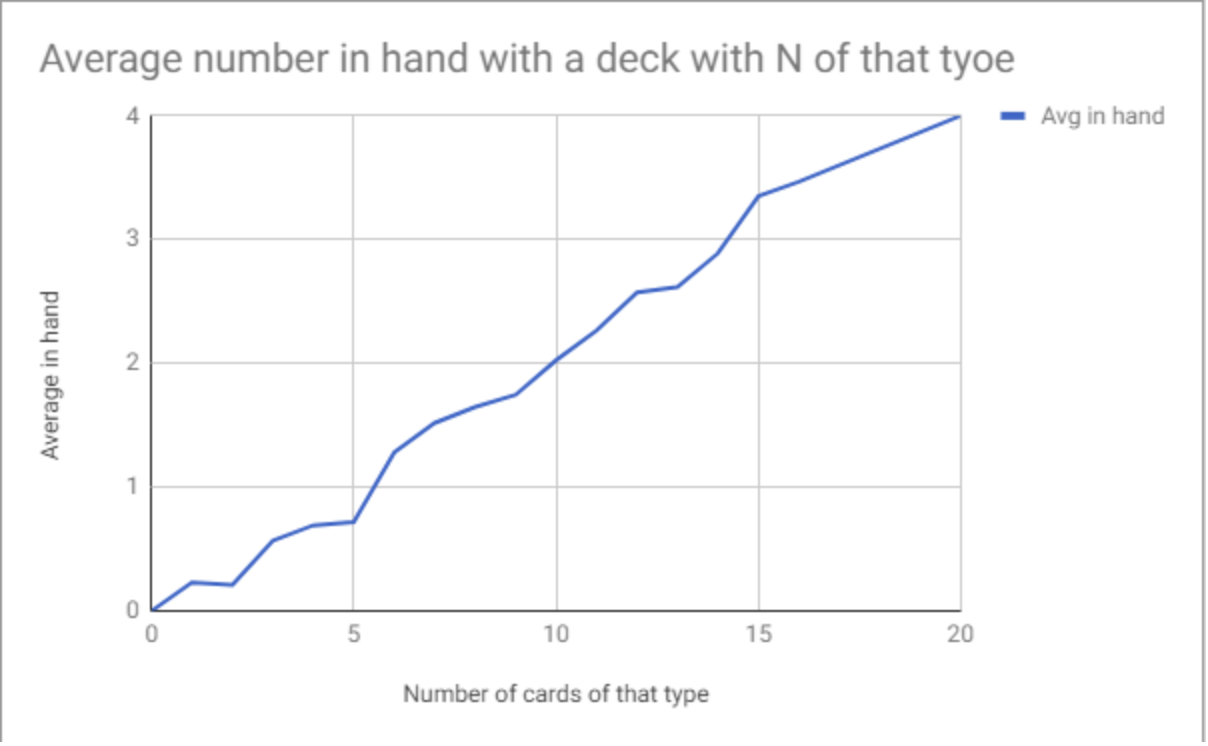 Average number in hand with a deck with N of that tyoe
4
3
2
1
0
0 5 10 15 20
Avg in hand
Average in hand
Number of cards of that type